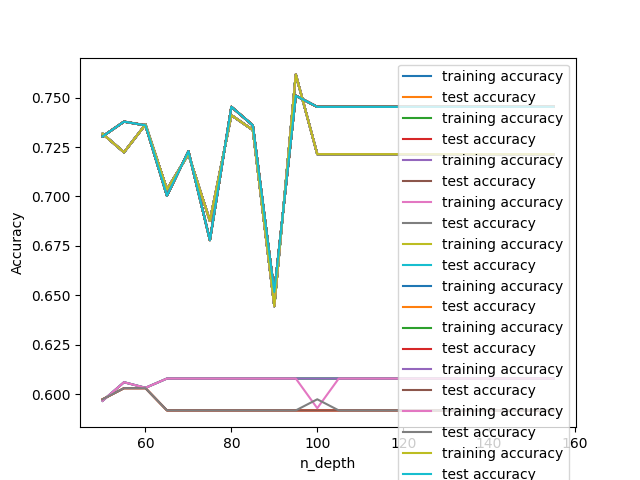 0.750
0.725
0.700
0.675
0.650
0.625
0.600
Accuracy
60
80
100
120
140
160
n_depth
training accuracy
test accuracy
training accuracy
test accuracy
training accuracy
test accuracy
training accuracy
test accuracy
training accuracy
test accuracy
training accuracy
test accuracy
training accuracy
test accuracy
training accuracy
test accuracy
training accuracy
test accuracy
training accuracy
test accuracy